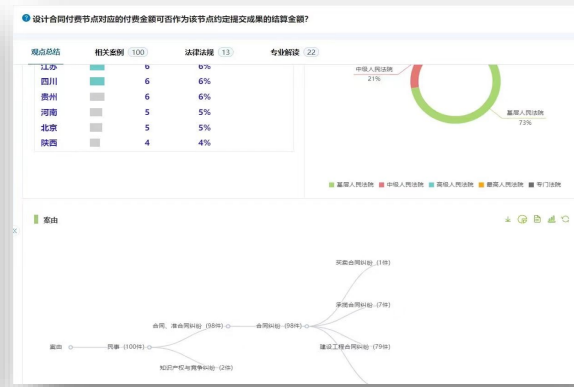 设计合同付费节点对应的付费金额可否作为该节点约定提交成果的结算金额？
观点总结 相关案例 100 法律法规 13 专业解读 22
江苏 6 6%
四川 6 6%
贵州 6 6%
河南 5 5%
北京 5 5%
陕西 4 4%
中级人民法院
21%
基层人民法院
73%
基层人民法院 中级人民法院 高级人民法院 最高人民法院 专门法院
案由
X
买卖合同纠纷 (1件)
承揽合同纠纷 (7件)
合同、准合同纠纷 (98件) 合同纠纷 (98件)
案由 民事 (100件) 建设工程合同纠纷 (79件)
知识产权与竞争纠纷 (2件)